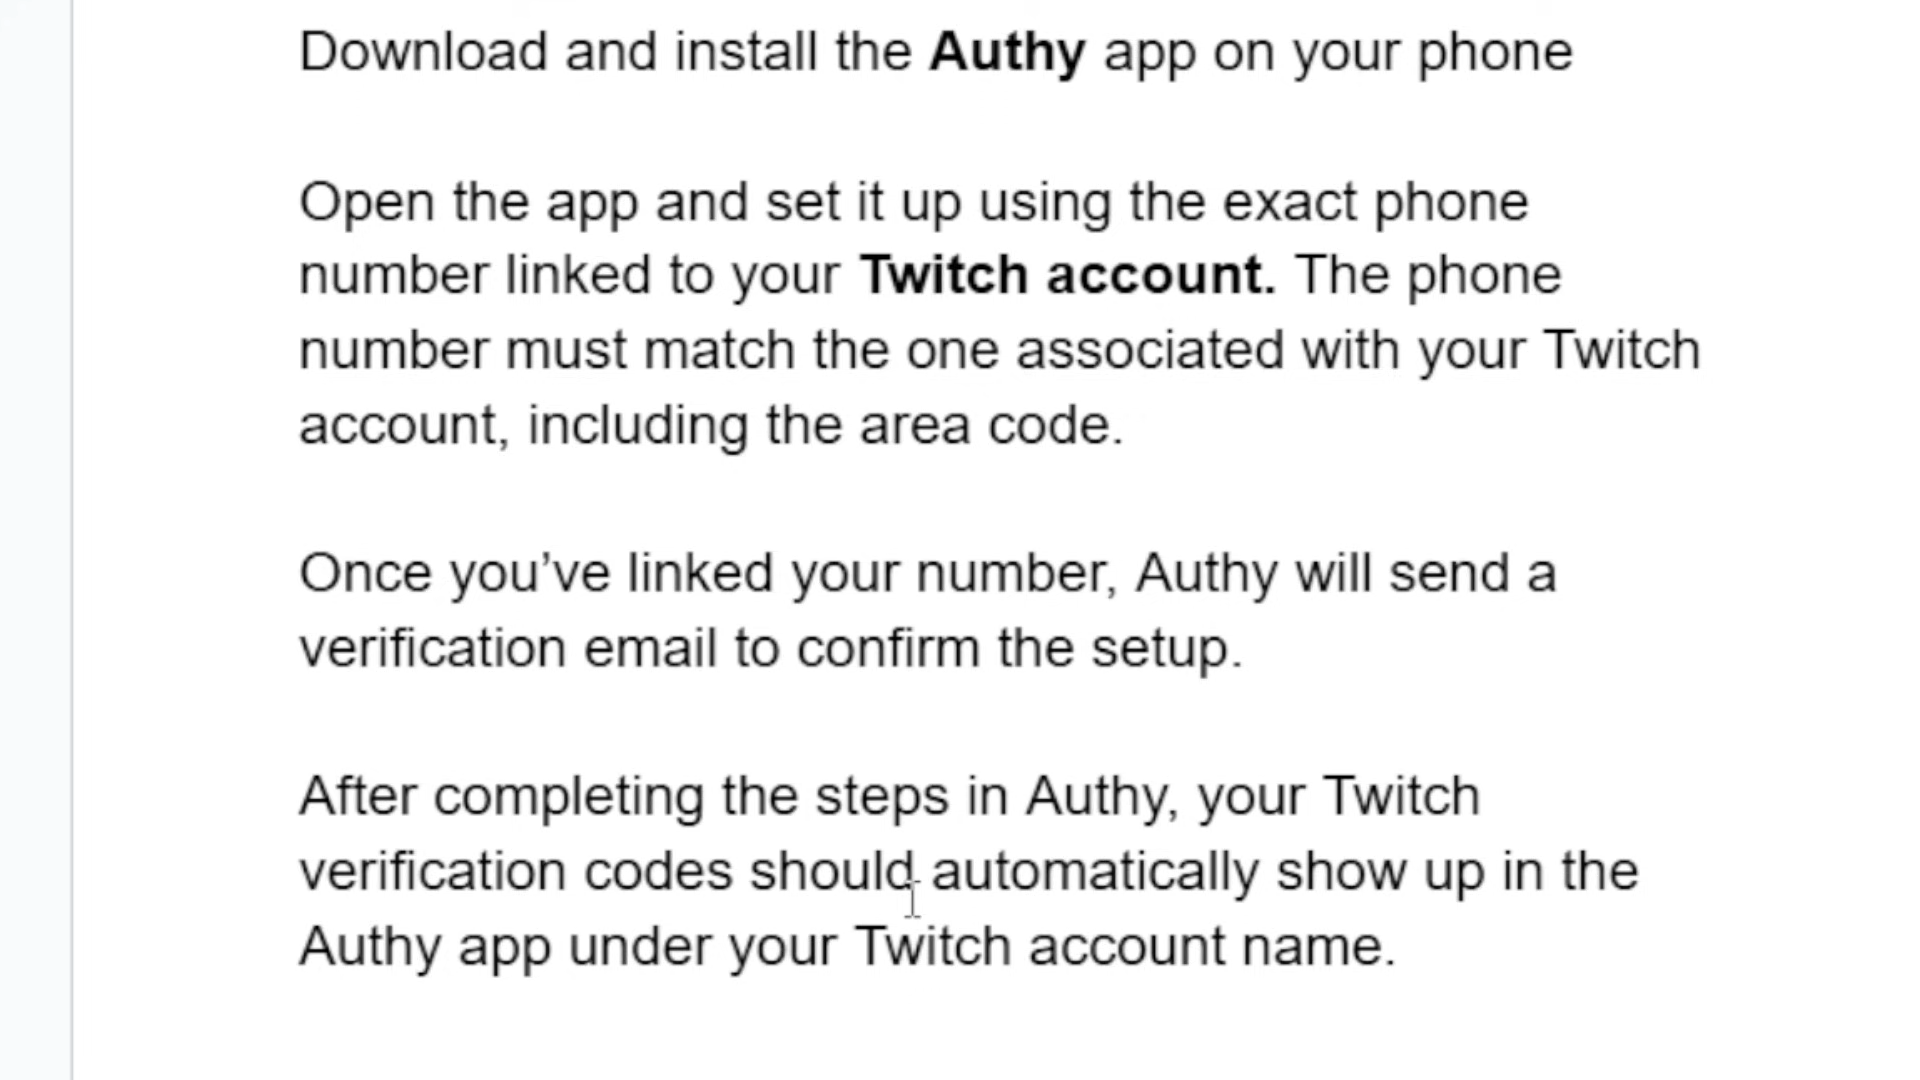 Download and install the Authy app on your phone
Open the app and set it up using the exact phone
number linked to your Twitch account. The phone
number must match the one associated with your Twitch
account, including the area code.
Once you’ve linked your number, Authy will send a
verification email to confirm the setup.
After completing the steps in Authy, your Twitch
verification codes should automatically show up in the
Authy app under your Twitch account name.